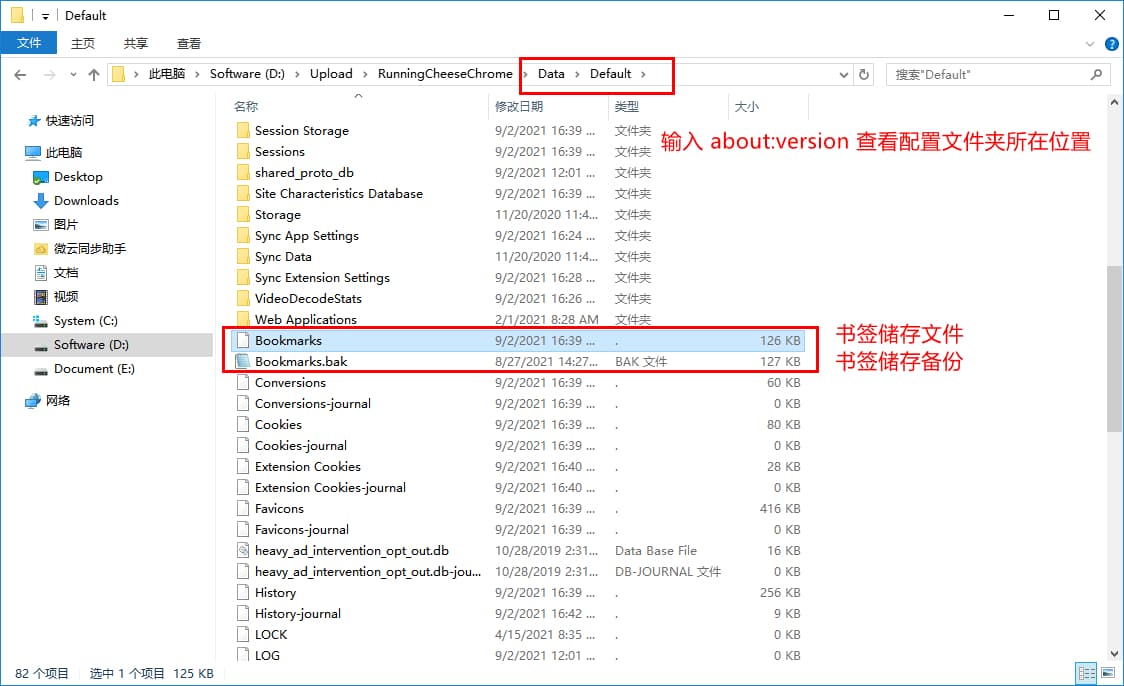 Default
文件 主页 共享 查看
此电脑 Software (D:) Upload RunningCheeseChrome Data Default 搜索"Default"
名称 修改日期 类型 大小
快速访问
此电脑
Desktop
Downloads
图片
微云同步助手
文档
视频
System (C:)
Software (D:)
Document (E:)
网络
Session Storage 9/2/2021 16:39 ... 文件夹
Sessions 9/2/2021 16:39 ... 文件夹
shared_proto_db 9/2/2021 12:01 ... 文件夹
Site Characteristics Database 9/2/2021 16:39 ... 文件夹
Storage 11/20/2020 11:4... 文件夹
Sync App Settings 9/2/2021 16:24 ... 文件夹
Sync Data 11/20/2020 11:4... 文件夹
Sync Extension Settings 9/2/2021 16:28 ... 文件夹
VideoDecodeStats 9/2/2021 16:26 ... 文件夹
Web Applications 2/1/2021 8:28 AM 文件夹
Bookmarks 9/2/2021 16:39 ... . 126 KB
Bookmarks.bak 8/27/2021 14:27... BAK 文件 127 KB
Conversions 9/2/2021 16:39 ... . 60 KB
Conversions-journal 9/2/2021 16:39 ... . 0 KB
Cookies 9/2/2021 16:39 ... . 80 KB
Cookies-journal 9/2/2021 16:39 ... . 0 KB
Extension Cookies 9/2/2021 16:40 ... . 28 KB
Extension Cookies-journal 9/2/2021 16:40 ... . 0 KB
Favicons 9/2/2021 16:39 ... . 416 KB
Favicons-journal 9/2/2021 16:39 ... . 0 KB
heavy_ad_intervention_opt_out.db 10/28/2019 2:31... Data Base File 16 KB
heavy_ad_intervention_opt_out.db-jou... 10/28/2019 2:31... DB-JOURNAL 文件 0 KB
History 9/2/2021 16:39 ... . 256 KB
History-journal 9/2/2021 16:42 ... . 9 KB
LOCK 4/15/2021 8:35 ... . 0 KB
LOG 9/2/2021 12:01 ... . 0 KB
输入 about:version 查看配置文件夹所在位置
书签储存文件
书签储存备份
82 个项目 选中 1 个项目 125 KB